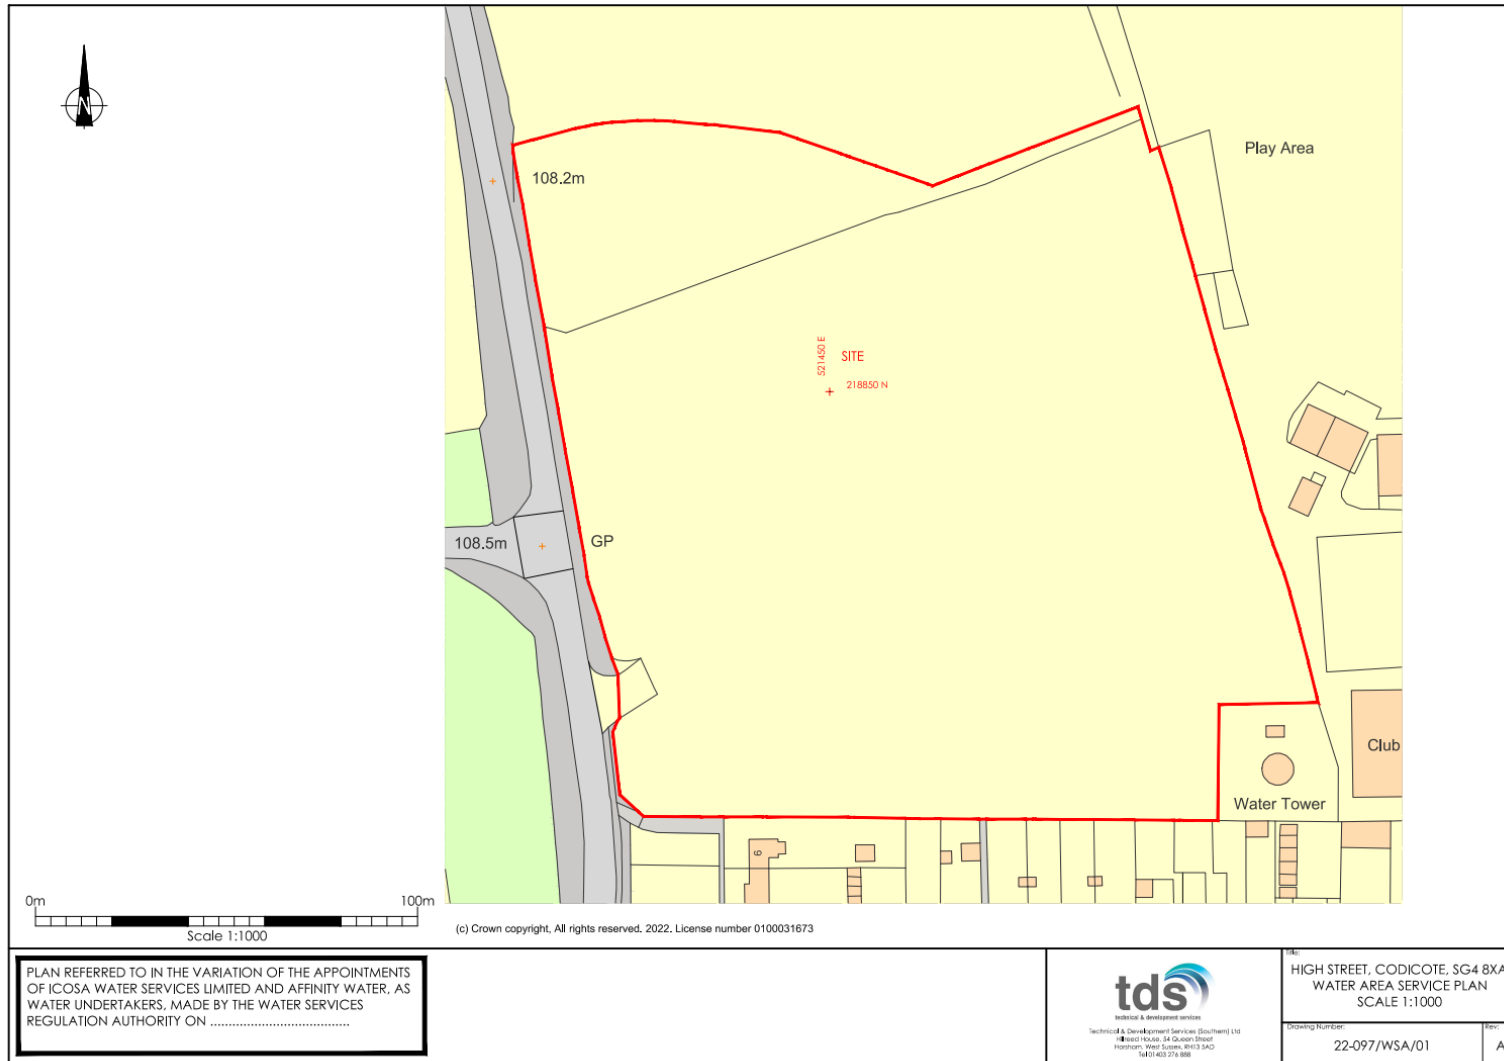 N
108.2m
Play Area
521450 E
SITE
218850 N
108.5m
GP
Club
Water Tower
6
0m
100m
Scale 1:1000
(c) Crown copyright, All rights reserved. 2022. License number 0100031673
PLAN REFERRED TO IN THE VARIATION OF THE APPOINTMENTS
OF ICOSA WATER SERVICES LIMITED AND AFFINITY WATER, AS
WATER UNDERTAKERS, MADE BY THE WATER SERVICES
REGULATION AUTHORITY ON ....................................
tds
technical & development services
Technical & Development Services (Southern) Ltd
Hilreed House, 54 Queen Street
Horsham, West Sussex, RH13 5AD
Tel 01403 276 888
Title:
HIGH STREET, CODICOTE, SG4 8XA
WATER AREA SERVICE PLAN
SCALE 1:1000
Drawing Number:
22-097/WSA/01
Rev:
A